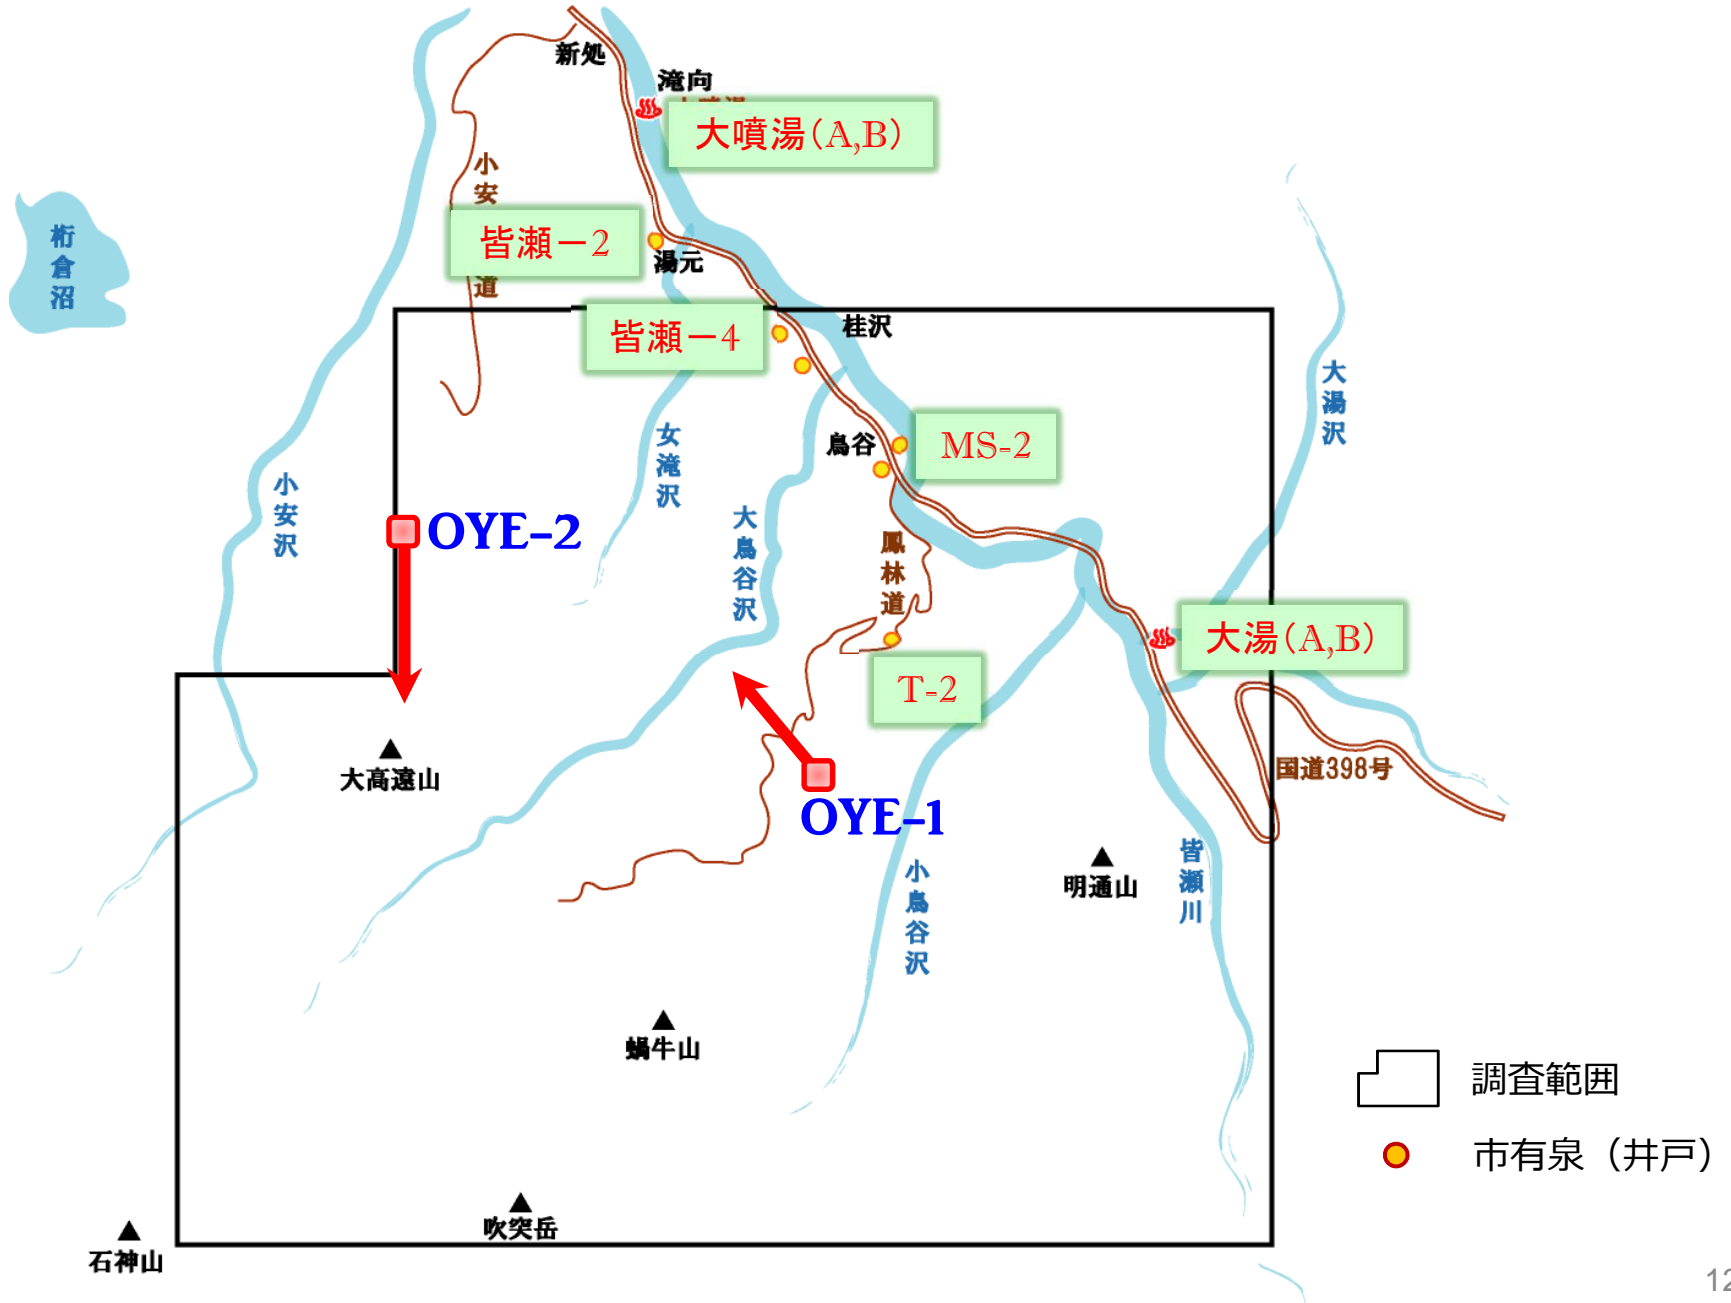 新処
滝向
大噴湯(A,B)
小安
道
皆瀬－2
湯元
桁倉沼
皆瀬－4
桂沢
大湯沢
女滝沢
鳥谷
MS-2
小安沢
OYE-2
大鳥谷沢
鳳林道
大湯(A,B)
T-2
大高遠山
国道398号
OYE-1
明通山
皆瀬川
小鳥谷沢
蝸牛山
調査範囲
市有泉（井戸）
吹突岳
石神山
12